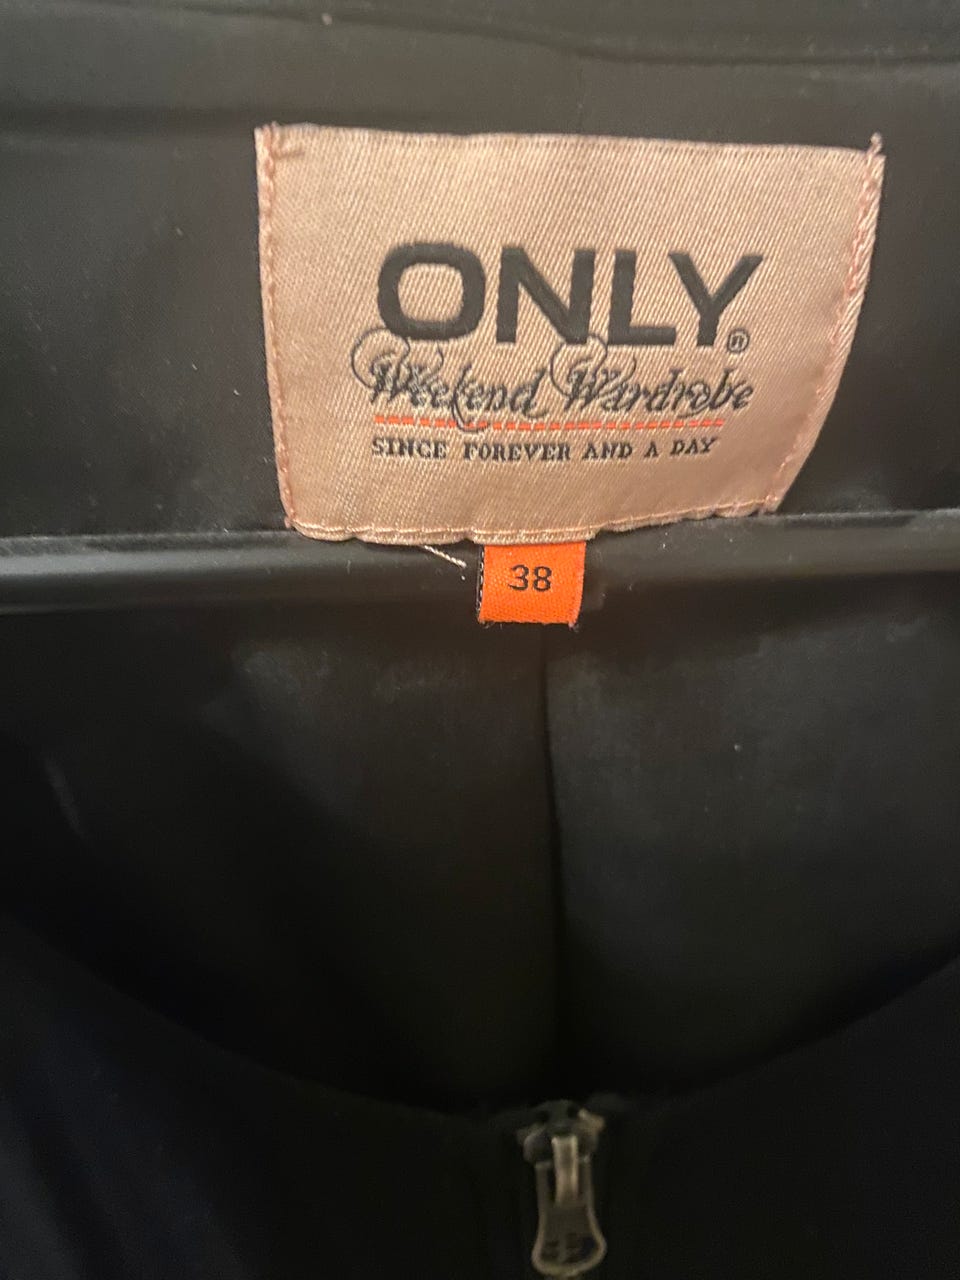 ONLY®
Weekend Wardrobe
SINCE FOREVER AND A DAY
38